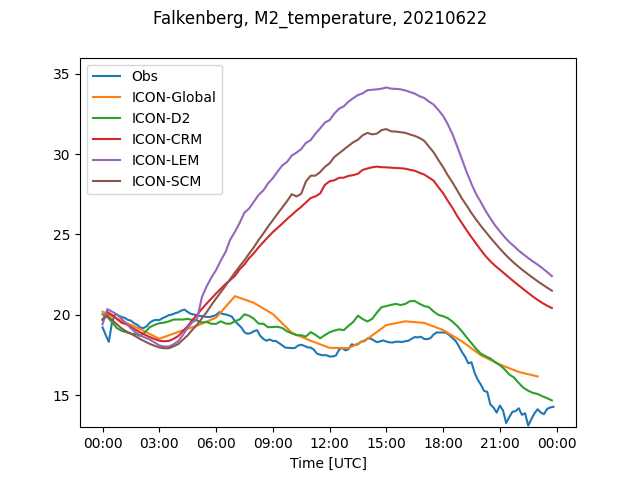 Falkenberg, M2_temperature, 20210622
Obs
ICON-Global
ICON-D2
ICON-CRM
ICON-LEM
ICON-SCM
35
30
25
20
15
00:00 03:00 06:00 09:00 12:00 15:00 18:00 21:00 00:00
Time [UTC]